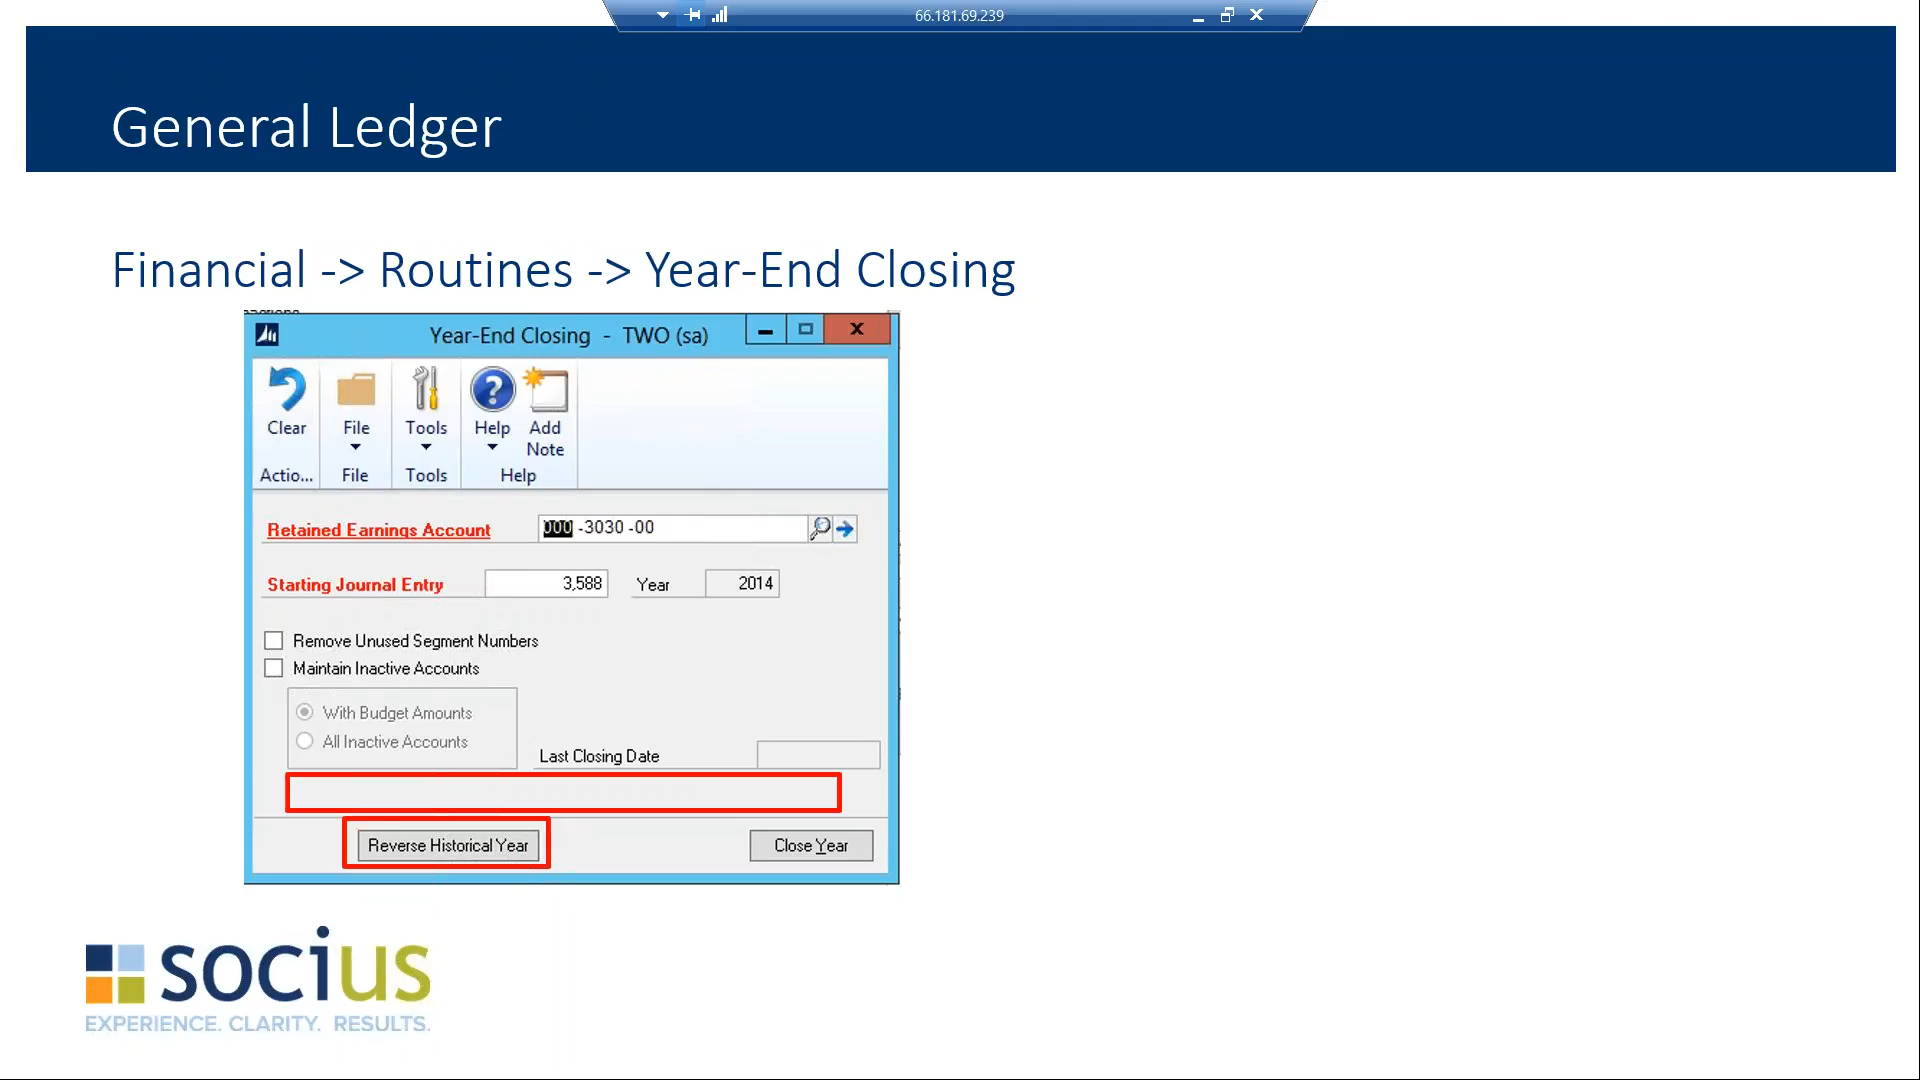 66.181.69.239
General Ledger
Financial -> Routines -> Year-End Closing
Year-End Closing - TWO (sa)
Clear
File
Tools
Help
Add
Note
Actio...
File
Tools
Help
Retained Earnings Account
000 -3030 -00
Starting Journal Entry
3,588
Year
2014
Remove Unused Segment Numbers
Maintain Inactive Accounts
With Budget Amounts
All Inactive Accounts
Last Closing Date
Reverse Historical Year
Close Year
socius
EXPERIENCE. CLARITY. RESULTS.